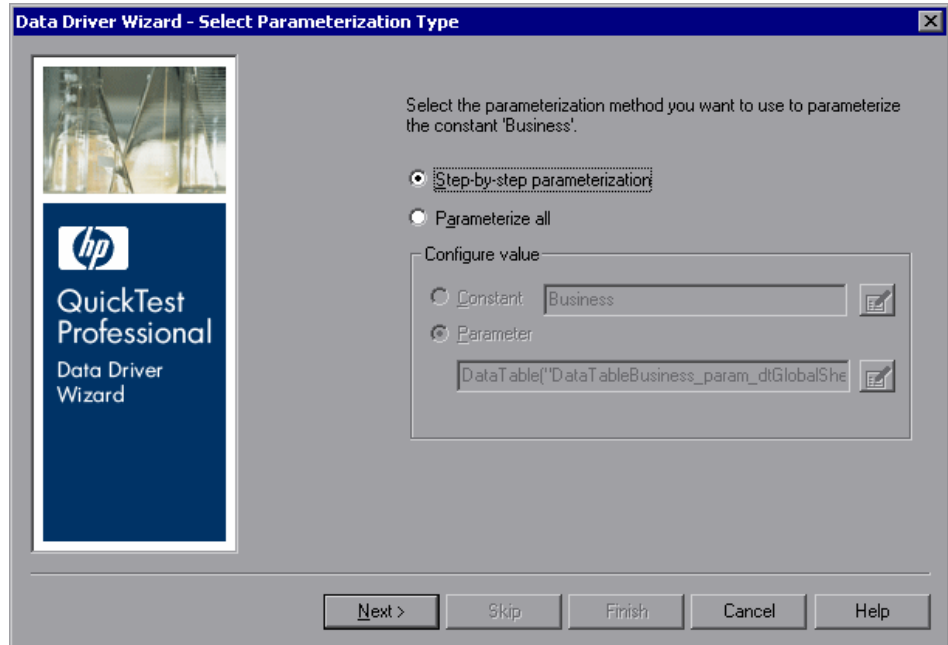 Data Driver Wizard - Select Parameterization Type
hp
QuickTest
Professional
Data Driver
Wizard
Select the parameterization method you want to use to parameterize
the constant 'Business'.
Step-by-step parameterization
Parameterize all
Configure value
Constant Business
Parameter
DataTable("DataTableBusiness_param_dtGlobalShe
Next > Skip Finish Cancel Help